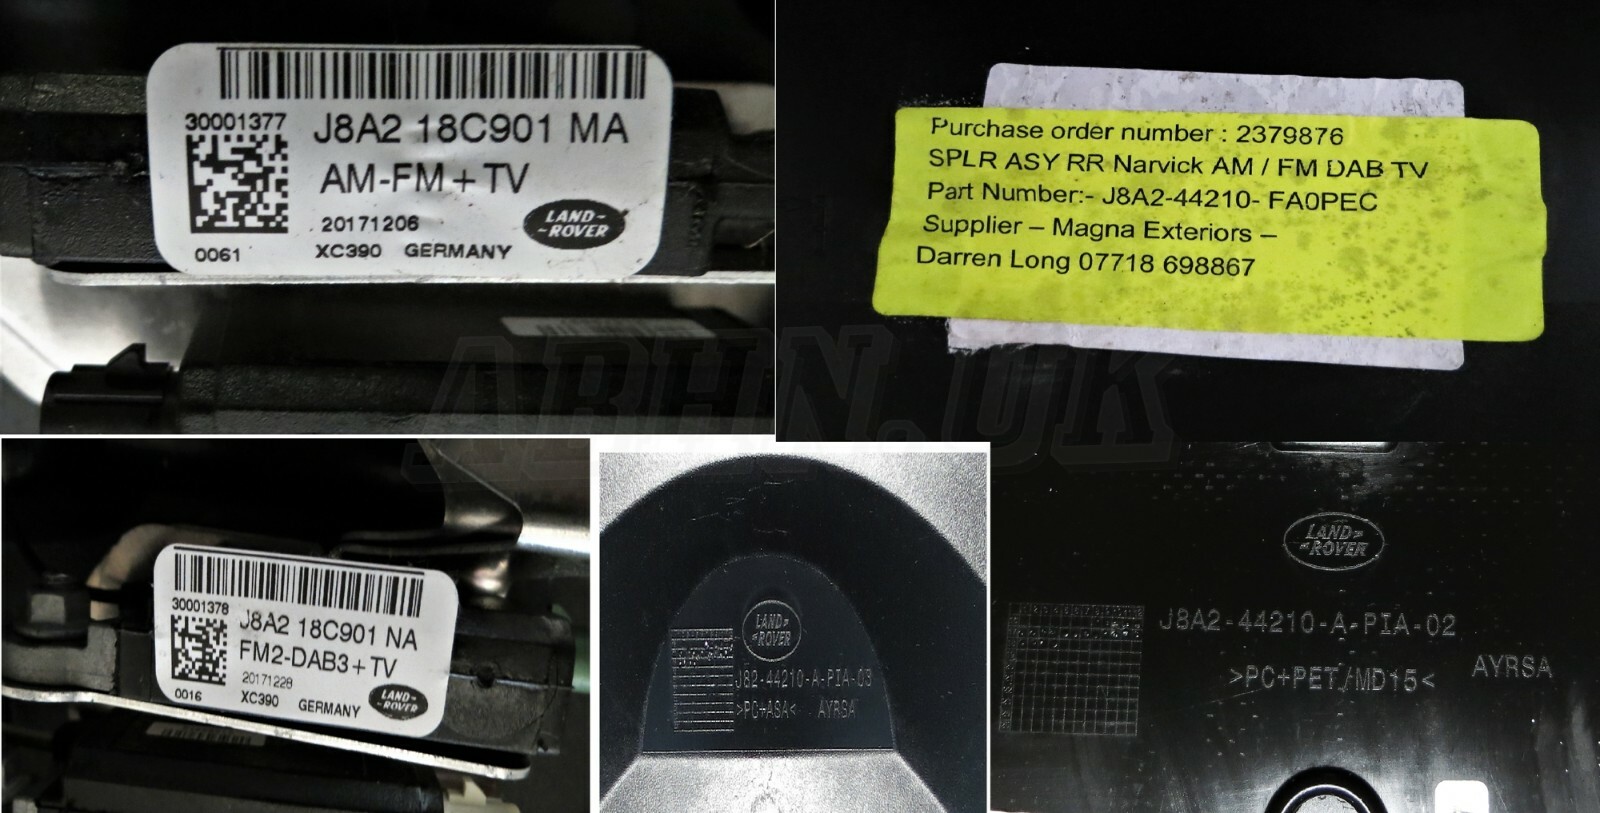 30001377
J8A2 18C901 MA
AM-FM+TV
20171206
LAND-
-ROVER
0061
XC390 GERMANY
Purchase order number : 2379876
SPLR ASY RR Narvick AM / FM DAB TV
Part Number:- J8A2-44210- FA0PEC
Supplier – Magna Exteriors –
Darren Long 07718 698867
ABHN.UK
30001378
J8A2 18C901 NA
FM2-DAB3+TV
20171228
0016
XC390 GERMANY
LAND-
-ROVER
LAND
ROVER
J82-44210-A-PIA-03
>PC+ASA< AYRSA
LAND>
<ROVER
J8A2-44210-A-PIA-02
>PC+PET/MD15<
AYRSA